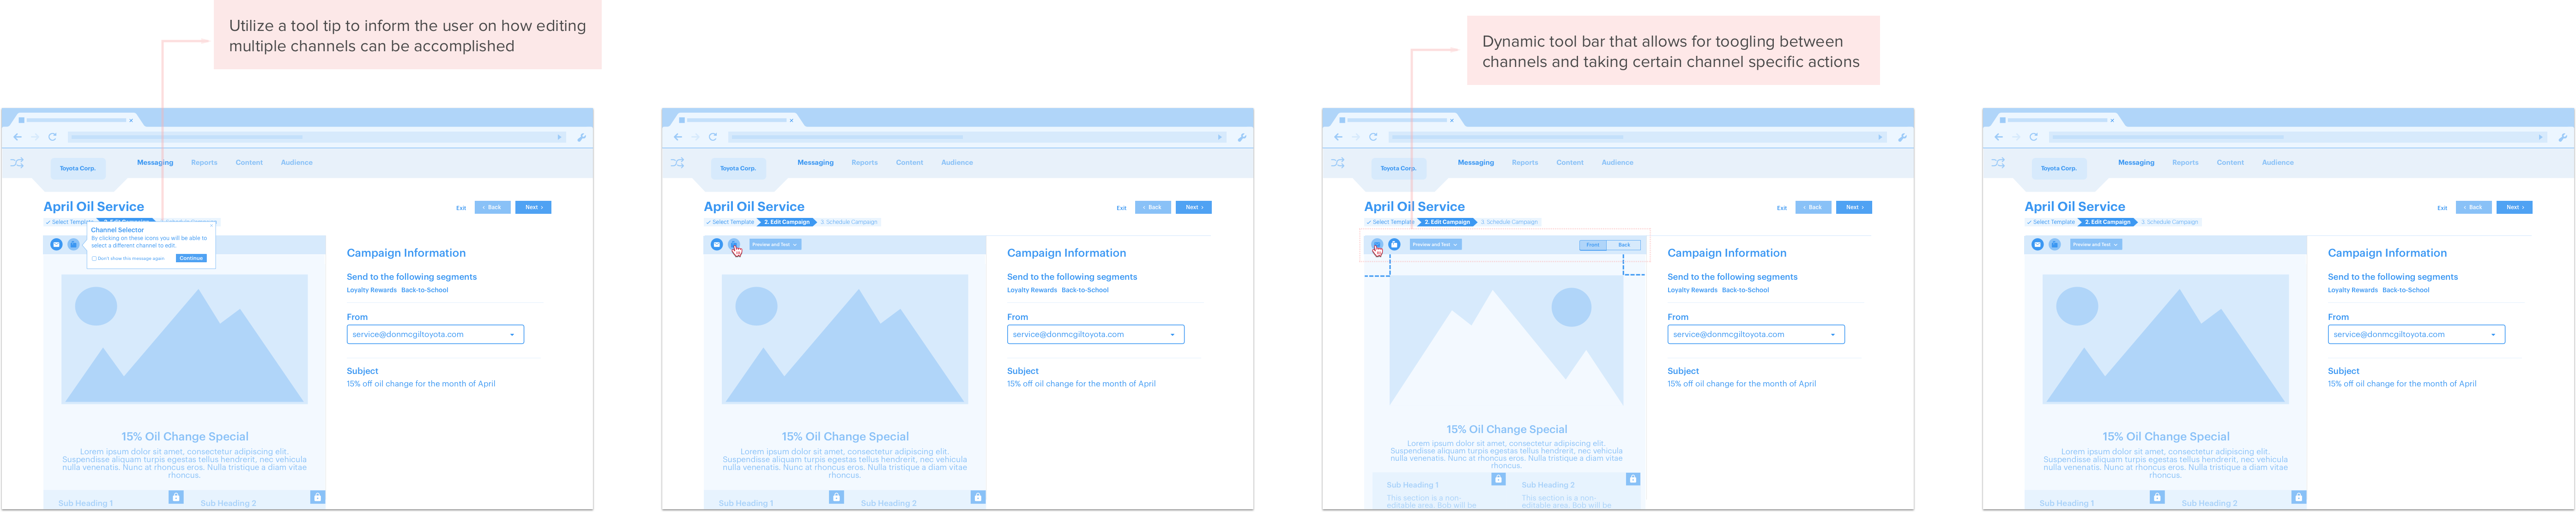 Utilize a tool tip to inform the user on how editing
multiple channels can be accomplished
Dynamic tool bar that allows for toogling between
channels and taking certain channel specific actions
Toyota Corp.
Messaging
Reports
Content
Audience
April Oil Service
Exit
Back
Next
Select Template
2. Edit Campaign
3. Schedule Campaign
Channel Selector
By clicking on these icons you will be able to
select a different channel to edit.
Don't show this message again
Continue
15% Oil Change Special
Lorem ipsum dolor sit amet, consectetur adipiscing elit.
Suspendisse aliquam turpis egestas tellus hendrerit, nec vehicula
nulla venenatis. Nunc at rhoncus eros. Nulla tristique a diam vitae
rhoncus.
Sub Heading 1
Sub Heading 2
Campaign Information
Send to the following segments
Loyalty Rewards Back-to-School
From
service@donmcgiltoyota.com
Subject
15% off oil change for the month of April
Toyota Corp.
Messaging
Reports
Content
Audience
April Oil Service
Exit
Back
Next
Select Template
2. Edit Campaign
3. Schedule Campaign
Preview and Test
15% Oil Change Special
Lorem ipsum dolor sit amet, consectetur adipiscing elit.
Suspendisse aliquam turpis egestas tellus hendrerit, nec vehicula
nulla venenatis. Nunc at rhoncus eros. Nulla tristique a diam vitae
rhoncus.
Sub Heading 1
Sub Heading 2
Campaign Information
Send to the following segments
Loyalty Rewards Back-to-School
From
service@donmcgiltoyota.com
Subject
15% off oil change for the month of April
Toyota Corp.
Messaging
Reports
Content
Audience
April Oil Service
Exit
Back
Next
Select Template
2. Edit Campaign
3. Schedule Campaign
Preview and Test
Front
Back
15% Oil Change Special
Lorem ipsum dolor sit amet, consectetur adipiscing elit.
Suspendisse aliquam turpis egestas tellus hendrerit, nec vehicula
nulla venenatis. Nunc at rhoncus eros. Nulla tristique a diam vitae
rhoncus.
Sub Heading 1
This section is a non-
editable area. Bob will be
Sub Heading 2
This section is a non-
editable area. Bob will be
Campaign Information
Send to the following segments
Loyalty Rewards Back-to-School
From
service@donmcgiltoyota.com
Subject
15% off oil change for the month of April
Toyota Corp.
Messaging
Reports
Content
Audience
April Oil Service
Exit
Back
Next
Select Template
2. Edit Campaign
3. Schedule Campaign
Preview and Test
15% Oil Change Special
Lorem ipsum dolor sit amet, consectetur adipiscing elit.
Suspendisse aliquam turpis egestas tellus hendrerit, nec vehicula
nulla venenatis. Nunc at rhoncus eros. Nulla tristique a diam vitae
rhoncus.
Sub Heading 1
Sub Heading 2
Campaign Information
Send to the following segments
Loyalty Rewards Back-to-School
From
service@donmcgiltoyota.com
Subject
15% off oil change for the month of April